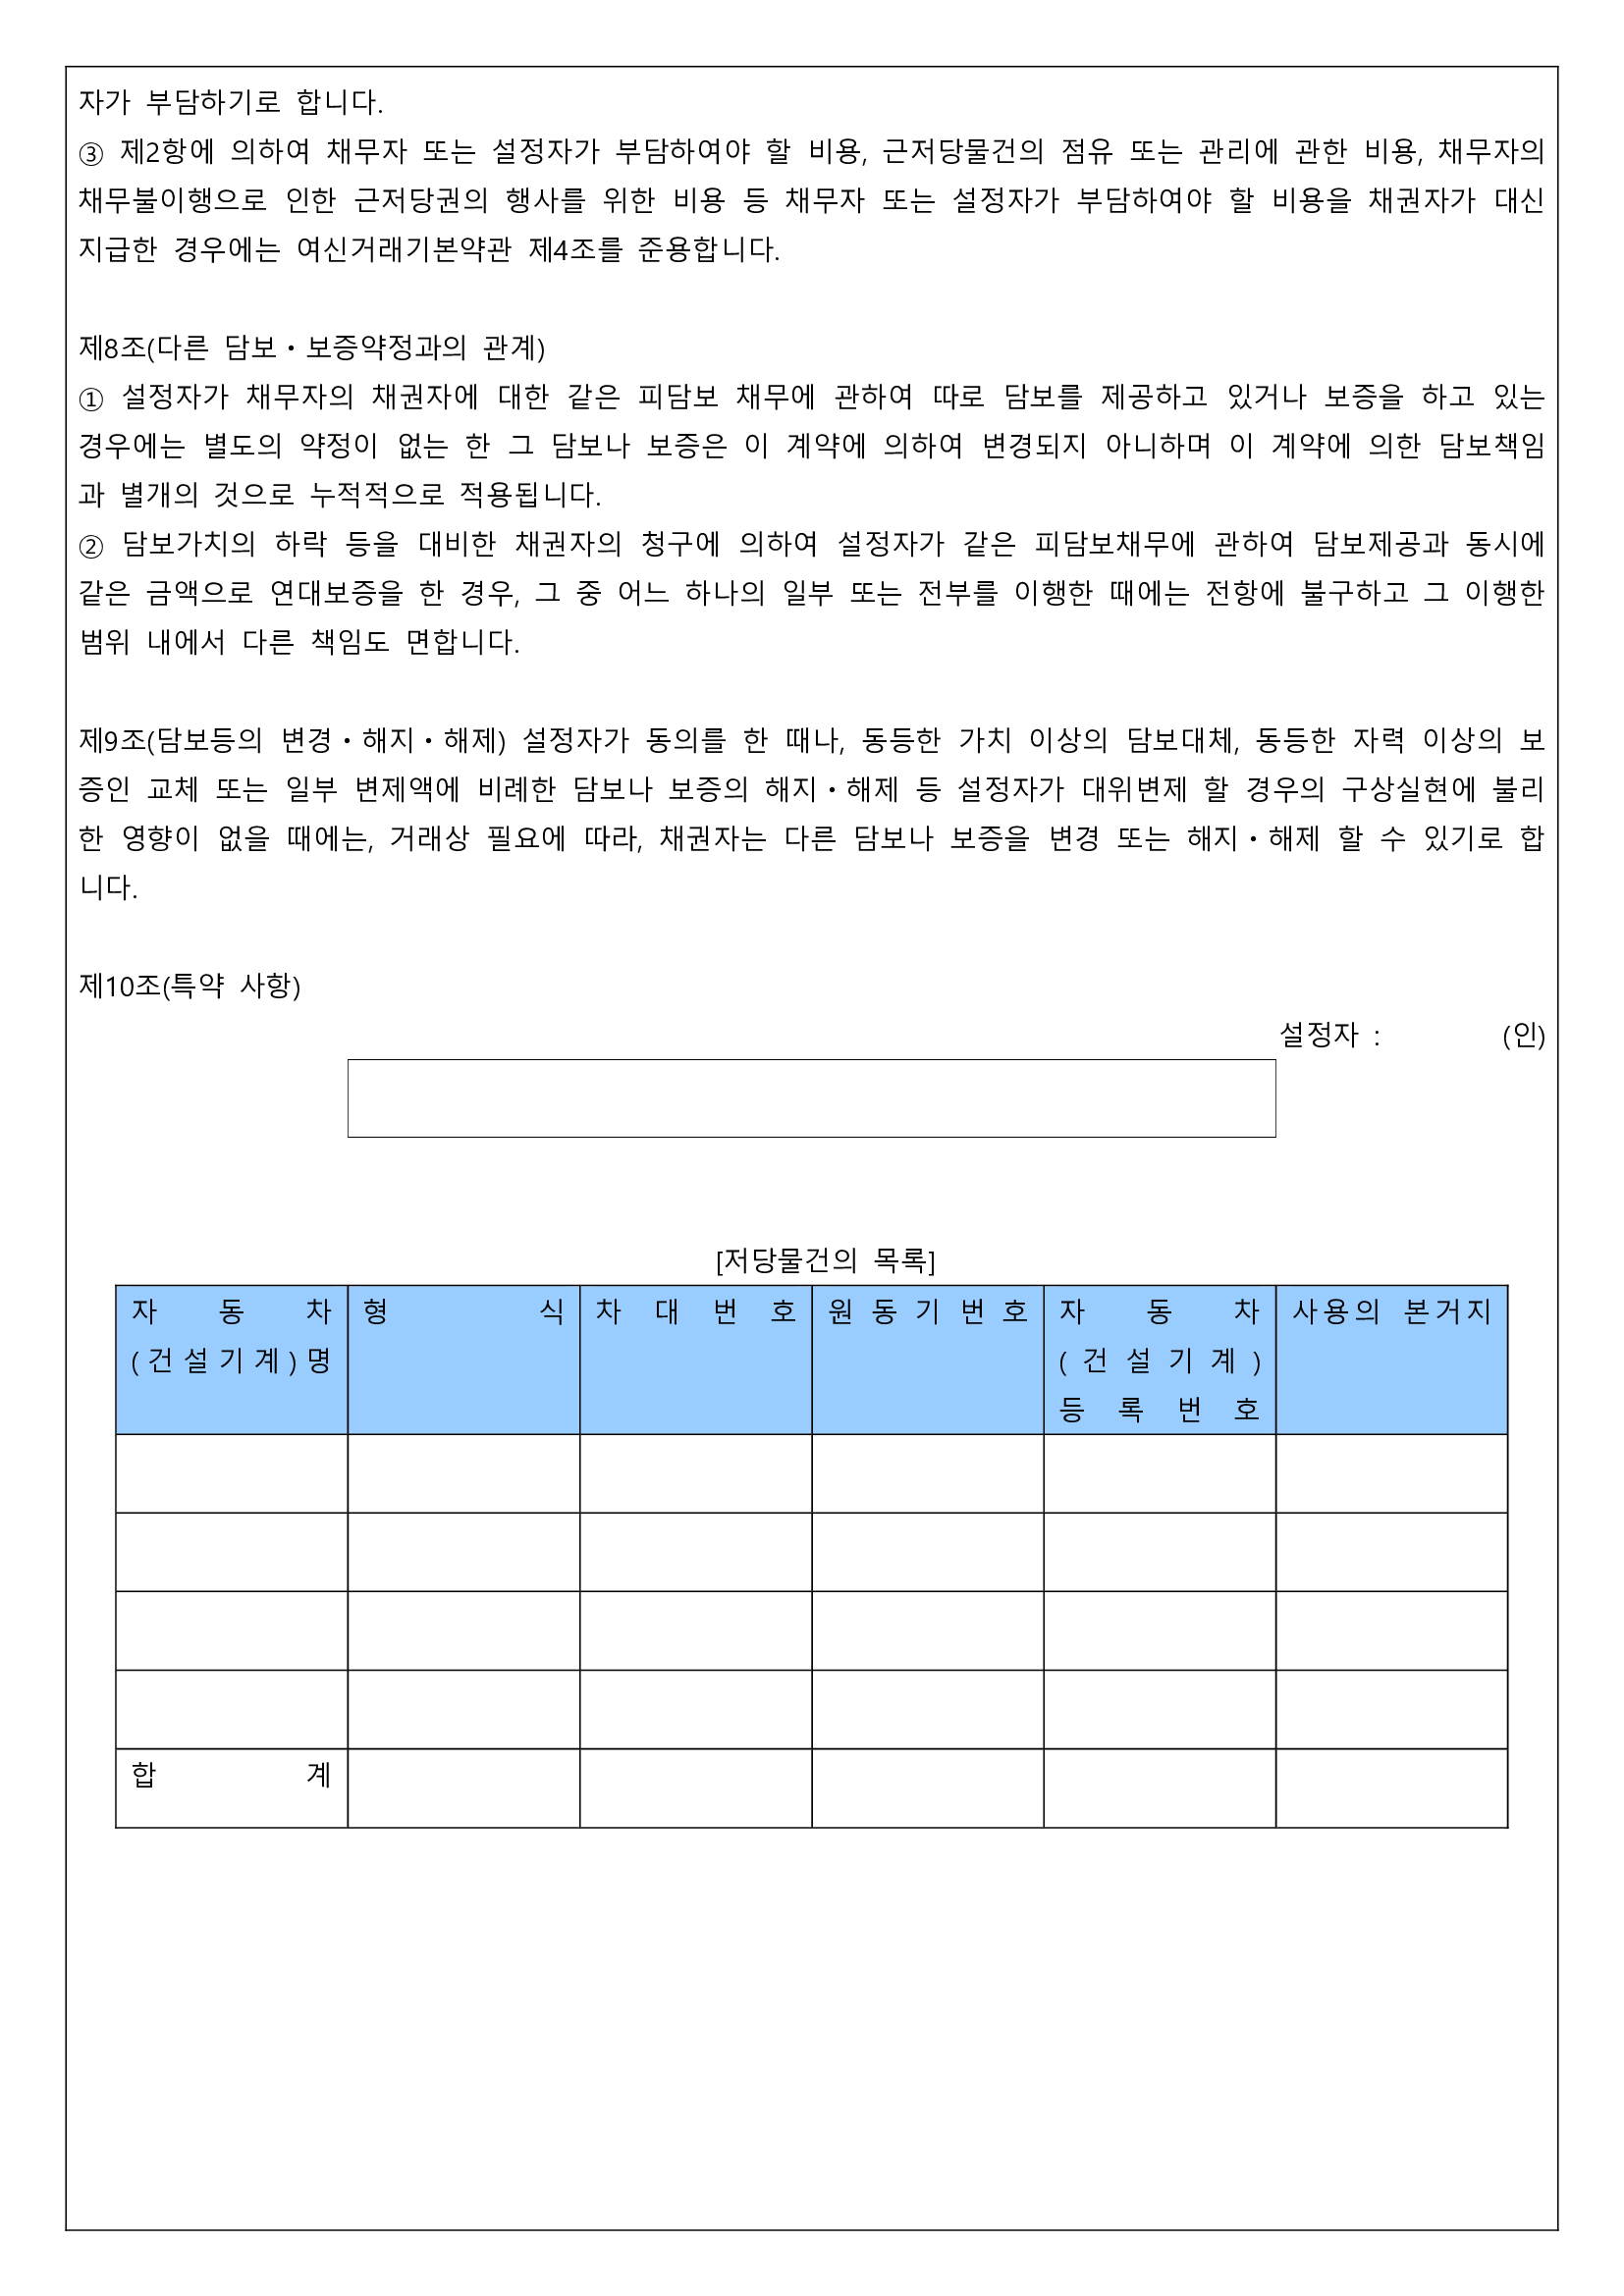 자가 부담하기로 합니다.
③ 제2항에 의하여 채무자 또는 설정자가 부담하여야 할 비용, 근저당물건의 점유 또는 관리에 관한 비용, 채무자의
채무불이행으로 인한 근저당권의 행사를 위한 비용 등 채무자 또는 설정자가 부담하여야 할 비용을 채권자가 대신
지급한 경우에는 여신거래기본약관 제4조를 준용합니다.
제8조(다른 담보・보증약정과의 관계)
① 설정자가 채무자의 채권자에 대한 같은 피담보 채무에 관하여 따로 담보를 제공하고 있거나 보증을 하고 있는
경우에는 별도의 약정이 없는 한 그 담보나 보증은 이 계약에 의하여 변경되지 아니하며 이 계약에 의한 담보책임
과 별개의 것으로 누적적으로 적용됩니다.
② 담보가치의 하락 등을 대비한 채권자의 청구에 의하여 설정자가 같은 피담보채무에 관하여 담보제공과 동시에
같은 금액으로 연대보증을 한 경우, 그 중 어느 하나의 일부 또는 전부를 이행한 때에는 전항에 불구하고 그 이행한
범위 내에서 다른 책임도 면합니다.
제9조(담보등의 변경・해지・해제) 설정자가 동의를 한 때나, 동등한 가치 이상의 담보대체, 동등한 자력 이상의 보
증인 교체 또는 일부 변제액에 비례한 담보나 보증의 해지・해제 등 설정자가 대위변제 할 경우의 구상실현에 불리
한 영향이 없을 때에는, 거래상 필요에 따라, 채권자는 다른 담보나 보증을 변경 또는 해지・해제 할 수 있기로 합
니다.
제10조(특약 사항)
설정자 : (인)
[저당물건의 목록]
자 동 차 형 식 차 대 번 호 원 동 기 번 호 자 동 차 사용의 본거지
(건설기계)명 (건설기계)
등 록 번 호
합 계